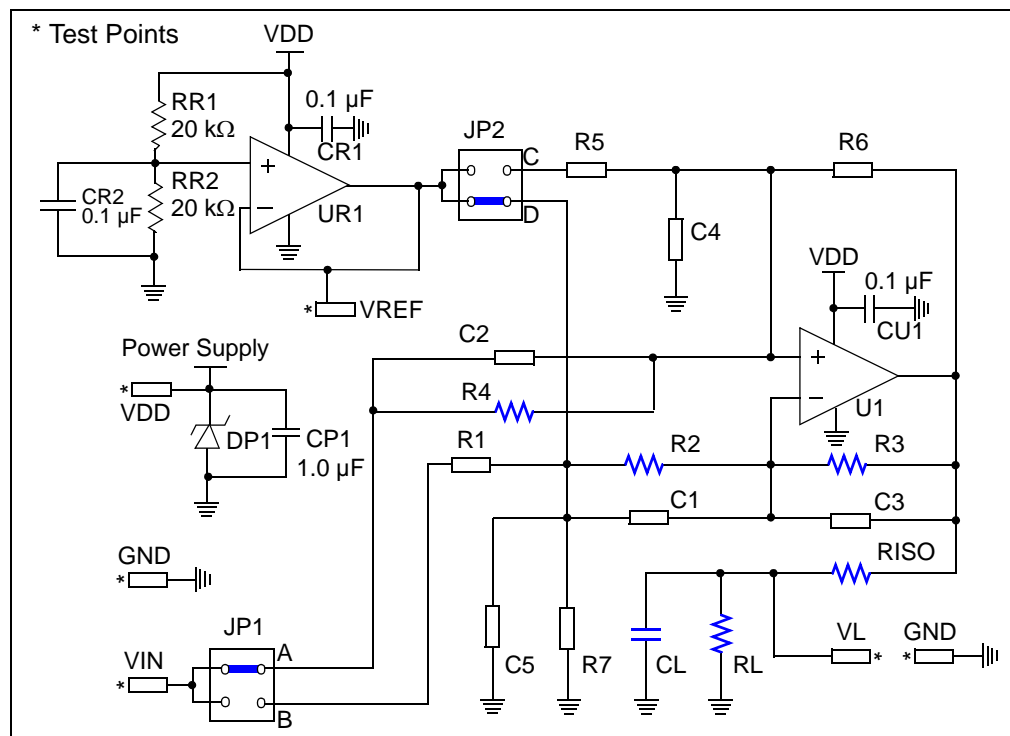 * Test Points
VDD
RR1
20 kΩ
0.1 µF
CR1
JP2
C
R5
R6
RR2
20 kΩ
CR2
0.1 µF
+
−
UR1
D
C4
VDD
0.1 µF
CU1
* VREF
Power Supply
C2
+
−
U1
* VDD
DP1
CP1
1.0 µF
R4
R1
R2
R3
C1
C3
GND
*
RISO
JP1
VIN
*
A
B
C5
R7
CL
RL
VL
*
GND
*